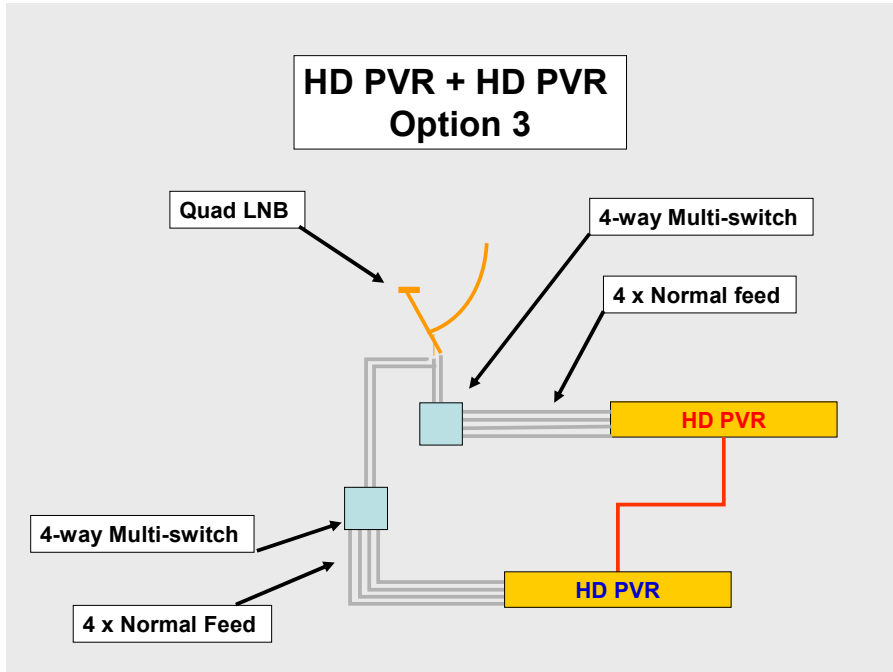 HD PVR + HD PVR
Option 3
Quad LNB
4-way Multi-switch
4 x Normal feed
HD PVR
4-way Multi-switch
HD PVR
4 x Normal Feed